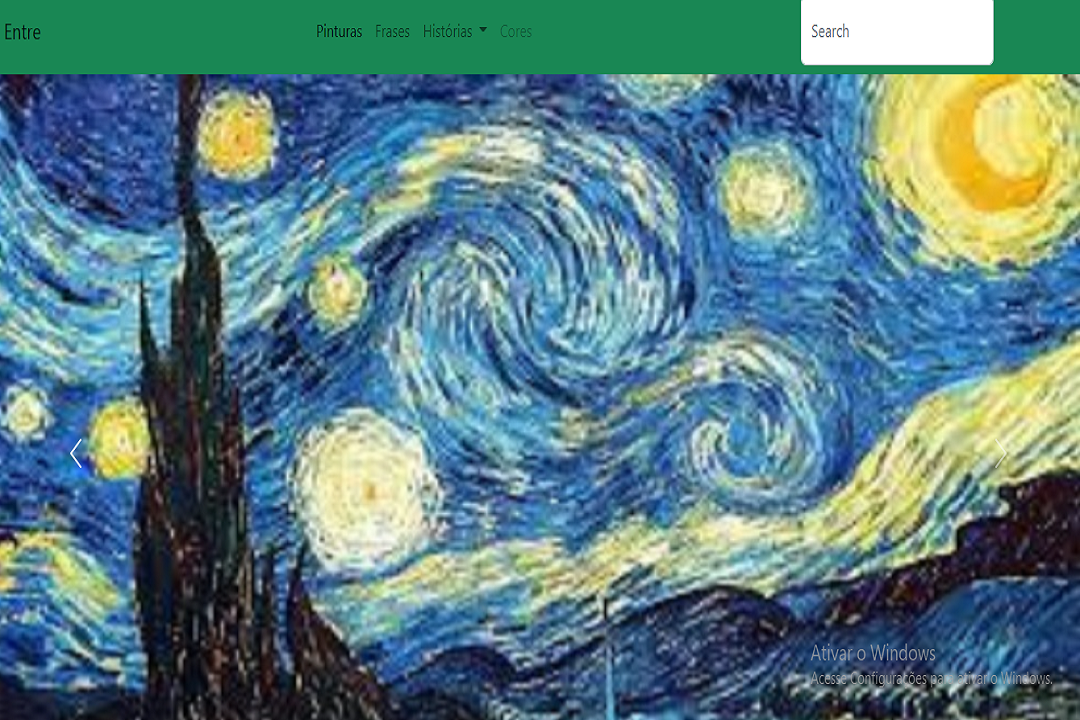 Entre
Pinturas Frases Histórias Cores
Search
Ativar o Windows
Acesse Configurações para ativar o Windows.